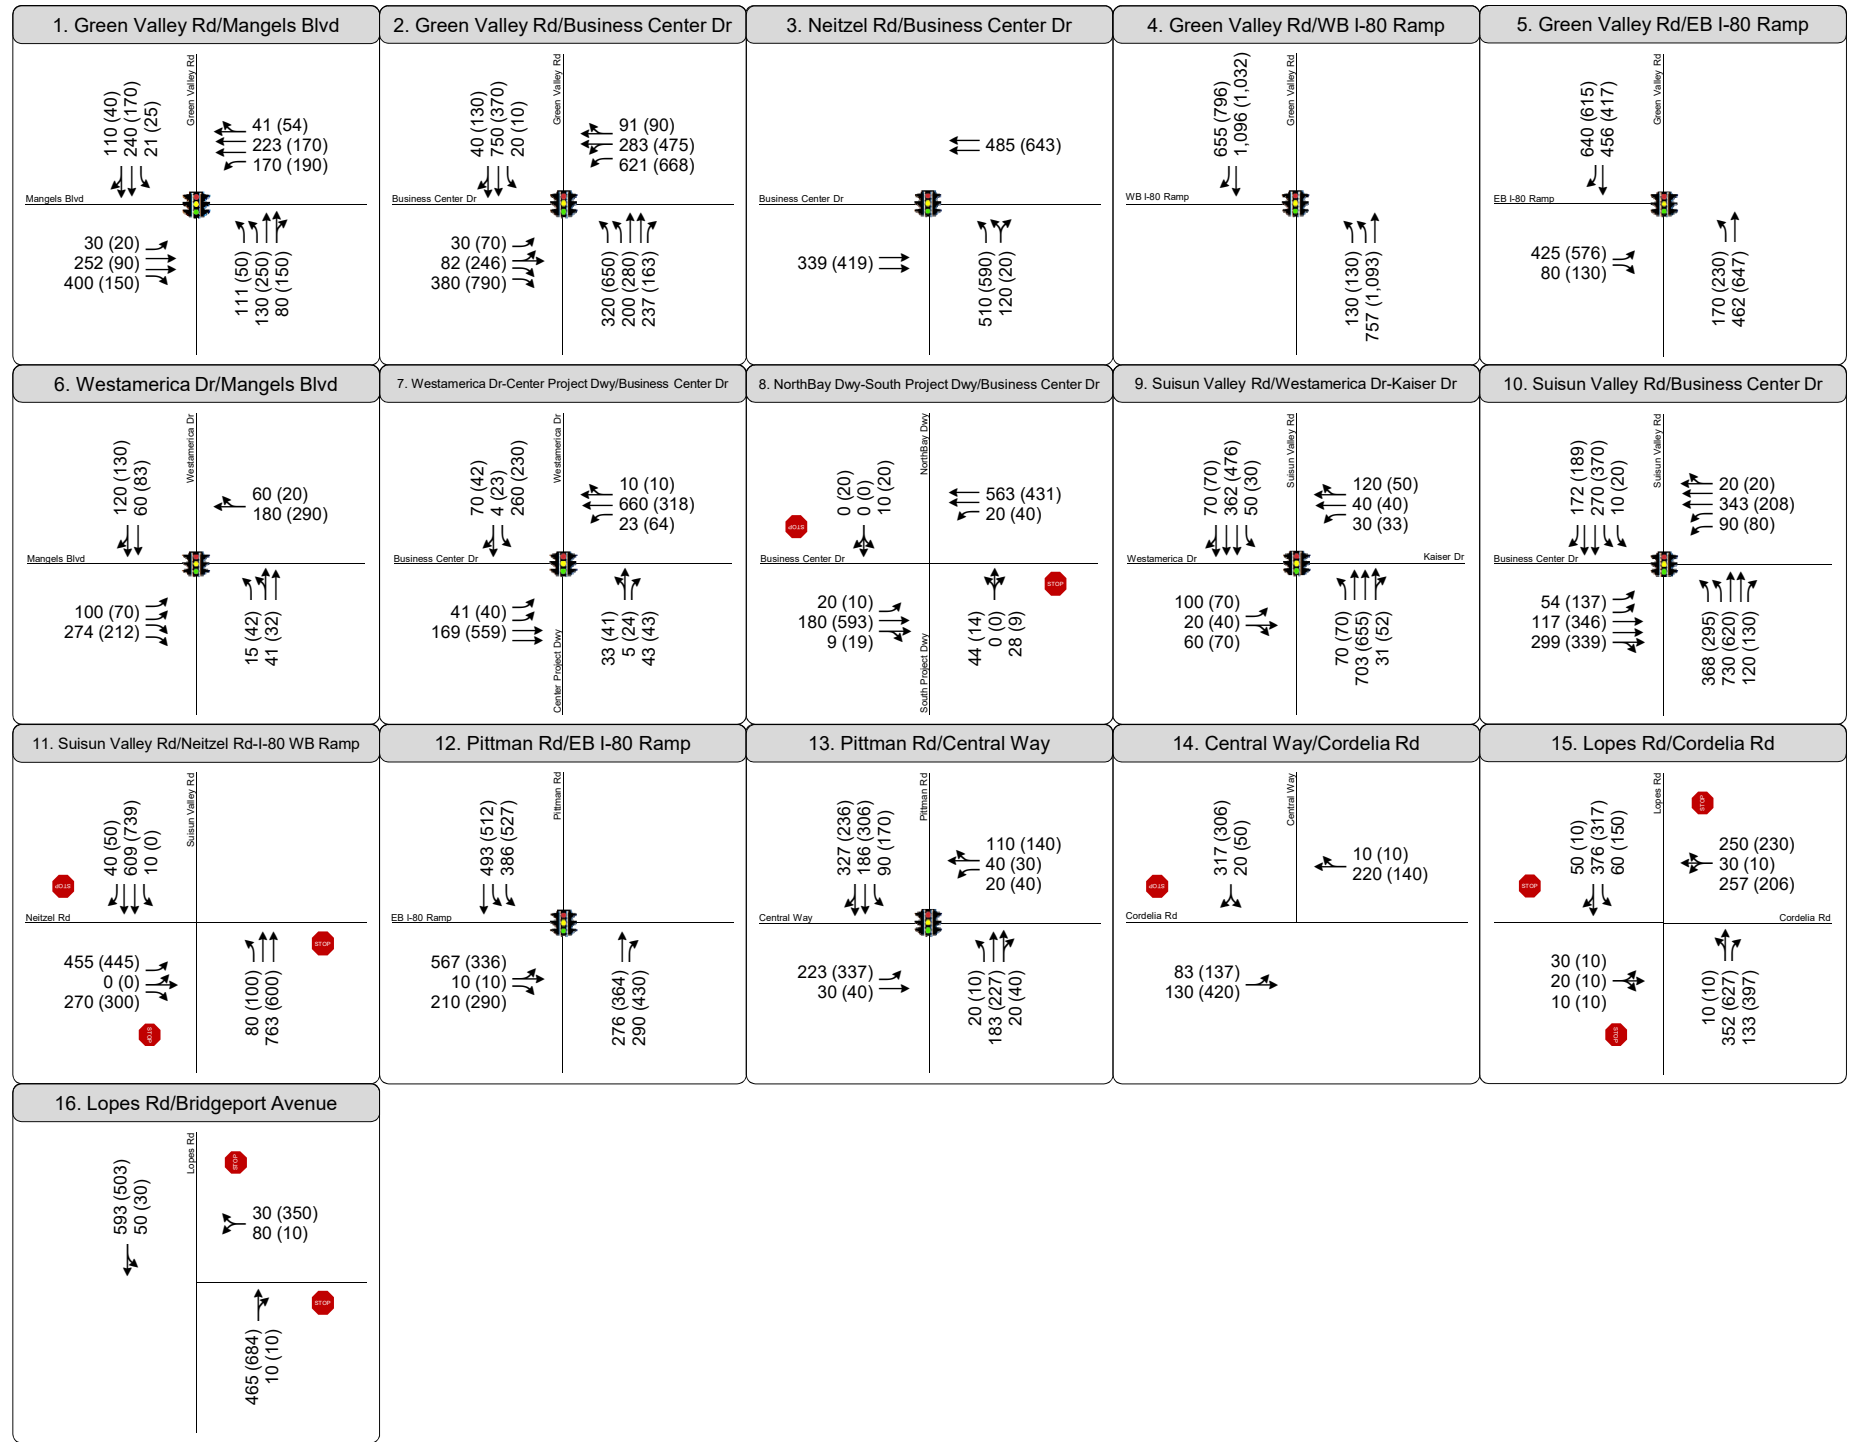 1. Green Valley Rd/Mangels Blvd
Green Valley Rd
110 (40)
240 (170)
21 (25)
41 (54)
223 (170)
170 (190)
Mangels Blvd
30 (20)
252 (90)
400 (150)
111 (50)
130 (250)
80 (150)
2. Green Valley Rd/Business Center Dr
Green Valley Rd
40 (130)
750 (370)
20 (10)
91 (90)
283 (475)
621 (668)
Business Center Dr
30 (70)
82 (246)
380 (790)
320 (650)
200 (280)
237 (163)
3. Neitzel Rd/Business Center Dr
485 (643)
Business Center Dr
339 (419)
510 (590)
120 (20)
4. Green Valley Rd/WB I-80 Ramp
Green Valley Rd
655 (796)
1,096 (1,032)
WB I-80 Ramp
130 (130)
757 (1,093)
5. Green Valley Rd/EB I-80 Ramp
Green Valley Rd
640 (615)
456 (417)
EB I-80 Ramp
425 (576)
80 (130)
170 (230)
462 (647)
6. Westamerica Dr/Mangels Blvd
Westamerica Dr
120 (130)
60 (83)
60 (20)
180 (290)
Mangels Blvd
100 (70)
274 (212)
15 (42)
41 (32)
7. Westamerica Dr-Center Project Dwy/Business Center Dr
Westamerica Dr
70 (42)
4 (23)
260 (230)
10 (10)
660 (318)
23 (64)
Business Center Dr
41 (40)
169 (559)
33 (41)
5 (24)
43 (43)
Center Project Dwy
8. NorthBay Dwy-South Project Dwy/Business Center Dr
NorthBay Dwy
0 (20)
0 (0)
10 (20)
563 (431)
20 (40)
STOP
Business Center Dr
STOP
20 (10)
180 (593)
9 (19)
44 (14)
0 (0)
28 (9)
South Project Dwy
9. Suisun Valley Rd/Westamerica Dr-Kaiser Dr
Suisun Valley Rd
70 (70)
362 (476)
50 (30)
120 (50)
40 (40)
30 (33)
Westamerica Dr
Kaiser Dr
100 (70)
20 (40)
60 (70)
70 (70)
703 (655)
31 (52)
10. Suisun Valley Rd/Business Center Dr
Suisun Valley Rd
172 (189)
270 (370)
10 (20)
20 (20)
343 (208)
90 (80)
Business Center Dr
54 (137)
117 (346)
299 (339)
368 (295)
730 (620)
120 (130)
11. Suisun Valley Rd/Neitzel Rd-I-80 WB Ramp
Suisun Valley Rd
40 (50)
609 (739)
10 (0)
STOP
Neitzel Rd
STOP
455 (445)
0 (0)
270 (300)
80 (100)
763 (600)
STOP
12. Pittman Rd/EB I-80 Ramp
Pittman Rd
493 (512)
386 (527)
EB I-80 Ramp
567 (336)
10 (10)
210 (290)
276 (364)
290 (430)
13. Pittman Rd/Central Way
Pittman Rd
327 (236)
186 (306)
90 (170)
110 (140)
40 (30)
20 (40)
Central Way
223 (337)
30 (40)
20 (10)
183 (227)
20 (40)
14. Central Way/Cordelia Rd
Central Way
317 (306)
20 (50)
10 (10)
220 (140)
STOP
Cordelia Rd
83 (137)
130 (420)
15. Lopes Rd/Cordelia Rd
Lopes Rd
STOP
50 (10)
376 (317)
60 (150)
250 (230)
30 (10)
257 (206)
STOP
Cordelia Rd
30 (10)
20 (10)
10 (10)
10 (10)
352 (627)
133 (397)
STOP
16. Lopes Rd/Bridgeport Avenue
Lopes Rd
STOP
593 (503)
50 (30)
30 (350)
80 (10)
STOP
465 (684)
10 (10)